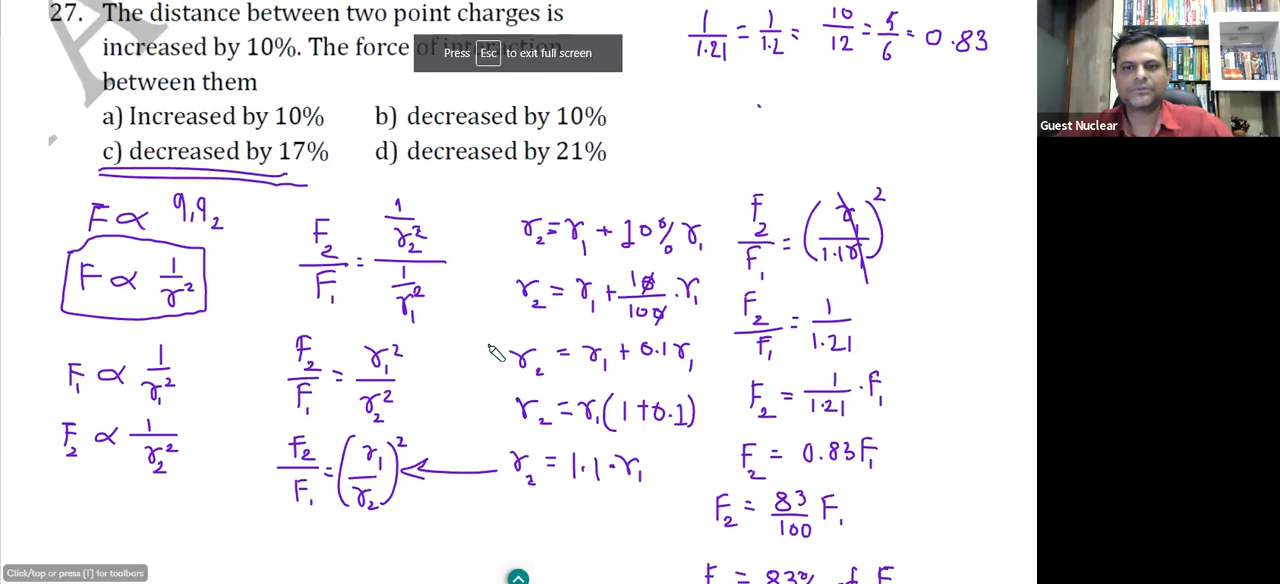 27. The distance between two point charges is
increased by 10%. The force of interaction
between them
a) Increased by 10% b) decreased by 10%
c) decreased by 17% d) decreased by 21%
Press Esc to exit full screen
1/1.21 = 1/1.2 = 10/12 = 5/6 = 0.83
Guest Nuclear
F ∝ q₁q₂
F ∝ 1/r²
F₁ ∝ 1/r₁²
F₂ ∝ 1/r₂²
F₂/F₁ = (1/r₂²)/(1/r₁²)
F₂/F₁ = r₁²/r₂²
F₂/F₁ = (r₁/r₂)²
r₂ = r₁ + 10% r₁
r₂ = r₁ + 10/100 · r₁
r₂ = r₁ + 0.1r₁
r₂ = r₁(1+0.1)
r₂ = 1.1·r₁
F₂/F₁ = (r₁/1.1r₁)²
F₂/F₁ = 1/1.21
F₂ = 1/1.21 · F₁
F₂ = 0.83F₁
F₂ = 83/100 F₁
F = 83% of F
Click/tap or press [1] for toolbars